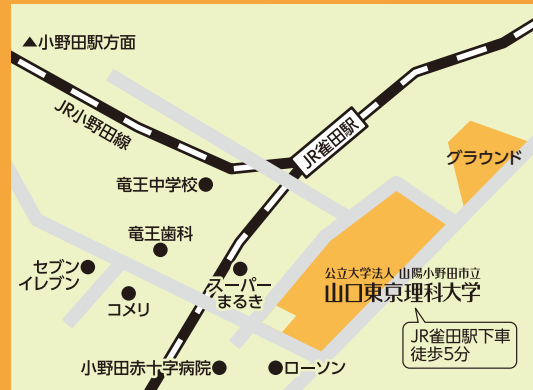 ▲小野田駅方面
JR小野田線
JR雀田駅
グラウンド
竜王中学校
竜王歯科
セブン
イレブン
コメリ
スーパー
まるき
公立大学法人 山陽小野田市立
山口東京理科大学
JR雀田駅下車
徒歩5分
小野田赤十字病院
ローソン